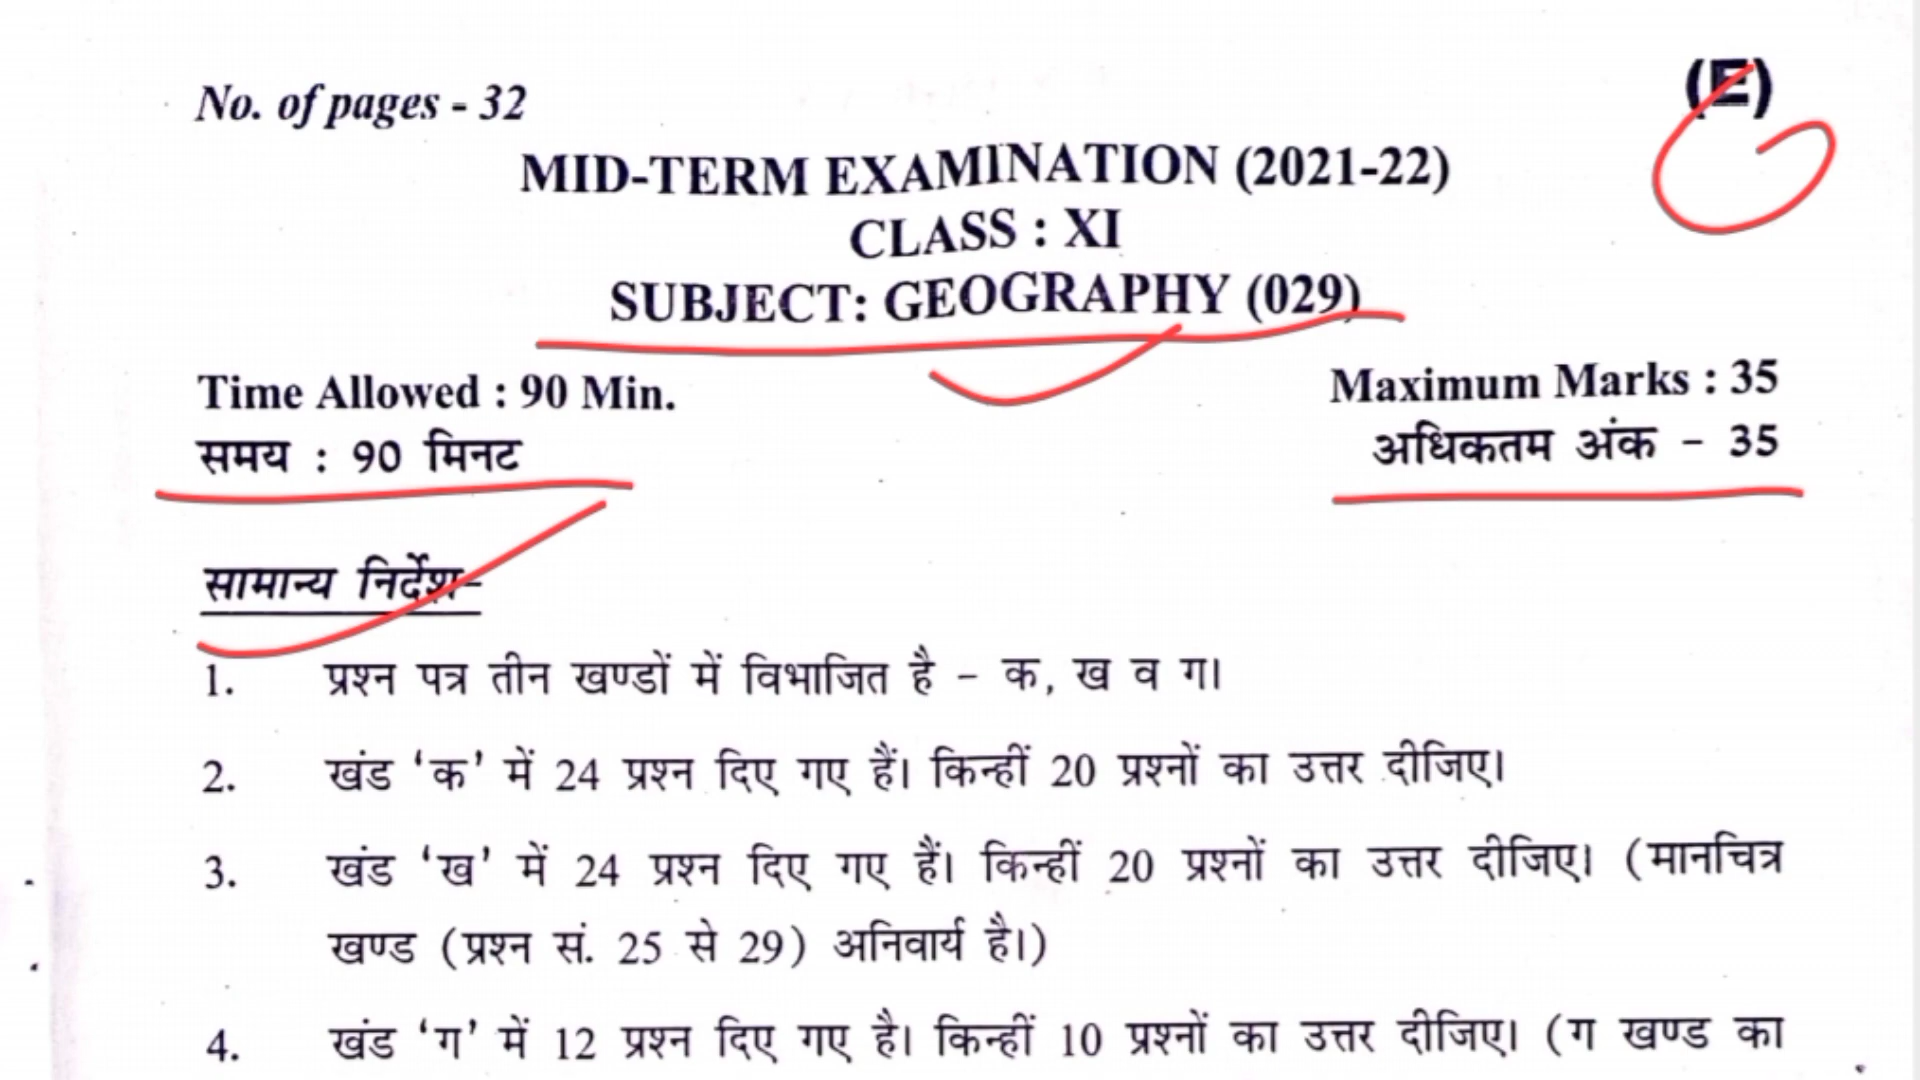 No. of pages - 32
(E)
MID-TERM EXAMINATION (2021-22)
CLASS : XI
SUBJECT: GEOGRAPHY (029)
Time Allowed : 90 Min.
Maximum Marks : 35
समय : 90 मिनट
अधिकतम अंक - 35
सामान्य निर्देश-
1. प्रश्न पत्र तीन खण्डों में विभाजित है - क, ख व ग।
2. खंड ‘क’ में 24 प्रश्न दिए गए हैं। किन्हीं 20 प्रश्नों का उत्तर दीजिए।
3. खंड ‘ख’ में 24 प्रश्न दिए गए हैं। किन्हीं 20 प्रश्नों का उत्तर दीजिए। (मानचित्र
खण्ड (प्रश्न सं. 25 से 29) अनिवार्य है।)
4. खंड ‘ग’ में 12 प्रश्न दिए गए है। किन्हीं 10 प्रश्नों का उत्तर दीजिए। (ग खण्ड का